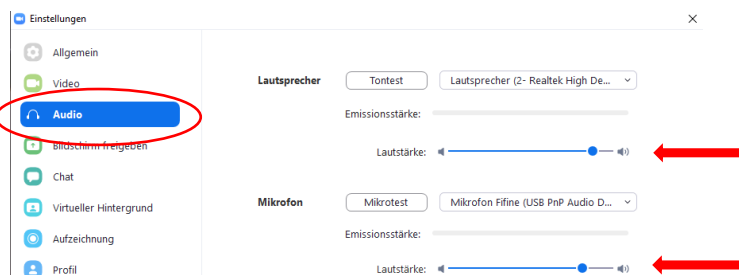 Einstellungen
Allgemein
Video
Audio
Bildschirm freigeben
Chat
Virtueller Hintergrund
Aufzeichnung
Profil
Lautsprecher Tontest Lautsprecher (2- Realtek High De...
Emissionsstärke:
Lautstärke:
Mikrofon Mikrotest Mikrofon Fifine (USB PnP Audio D...
Emissionsstärke:
Lautstärke: